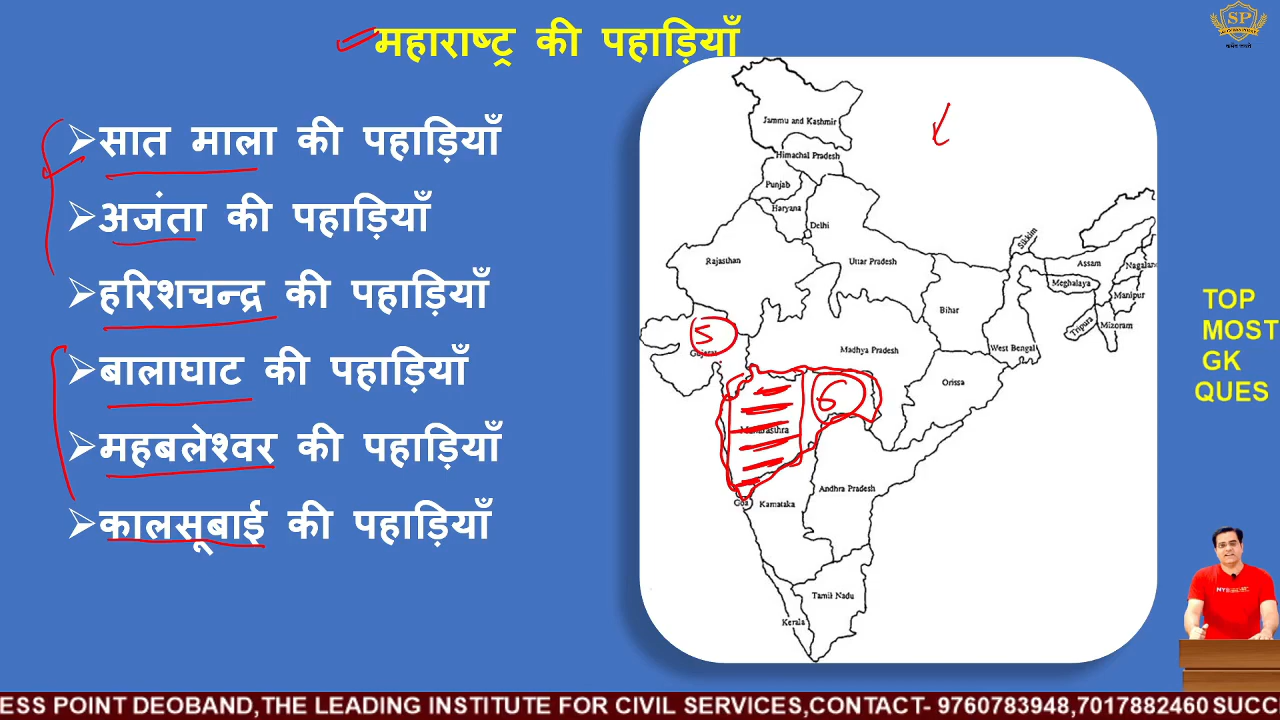 महाराष्ट्र की पहाड़ियाँ
SP
➢सात माला की पहाड़ियाँ
➢अजंता की पहाड़ियाँ
➢हरिशचन्द्र की पहाड़ियाँ
➢बालाघाट की पहाड़ियाँ
➢महबलेश्वर की पहाड़ियाँ
➢कालसूबाई की पहाड़ियाँ
Jammu and Kashmir
Himachal Pradesh
Punjab
Haryana
Delhi
Rajasthan
Uttar Pradesh
Sikkim
Assam
Nagaland
Meghalaya
Manipur
Tripura
Mizoram
Bihar
West Bengal
5
Gujarat
Madhya Pradesh
Orissa
6
Maharasthra
Goa
Karnataka
Andhra Pradesh
Tamil Nadu
Kerala
TOP
MOST
GK
QUES
ESS POINT DEOBAND,THE LEADING INSTITUTE FOR CIVIL SERVICES,CONTACT- 9760783948,7017882460 SUCC